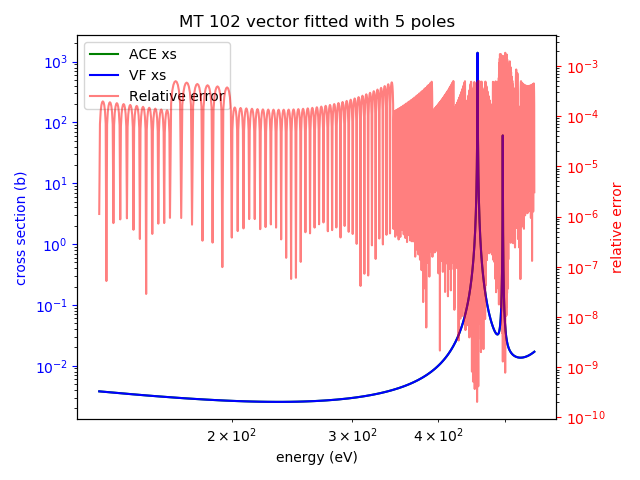 MT 102 vector fitted with 5 poles
ACE xs
VF xs
Relative error
10³
10²
10¹
10⁰
10⁻¹
10⁻²
cross section (b)
10⁻³
10⁻⁴
10⁻⁵
10⁻⁶
10⁻⁷
10⁻⁸
10⁻⁹
10⁻¹⁰
relative error
2 × 10² 3 × 10² 4 × 10²
energy (eV)